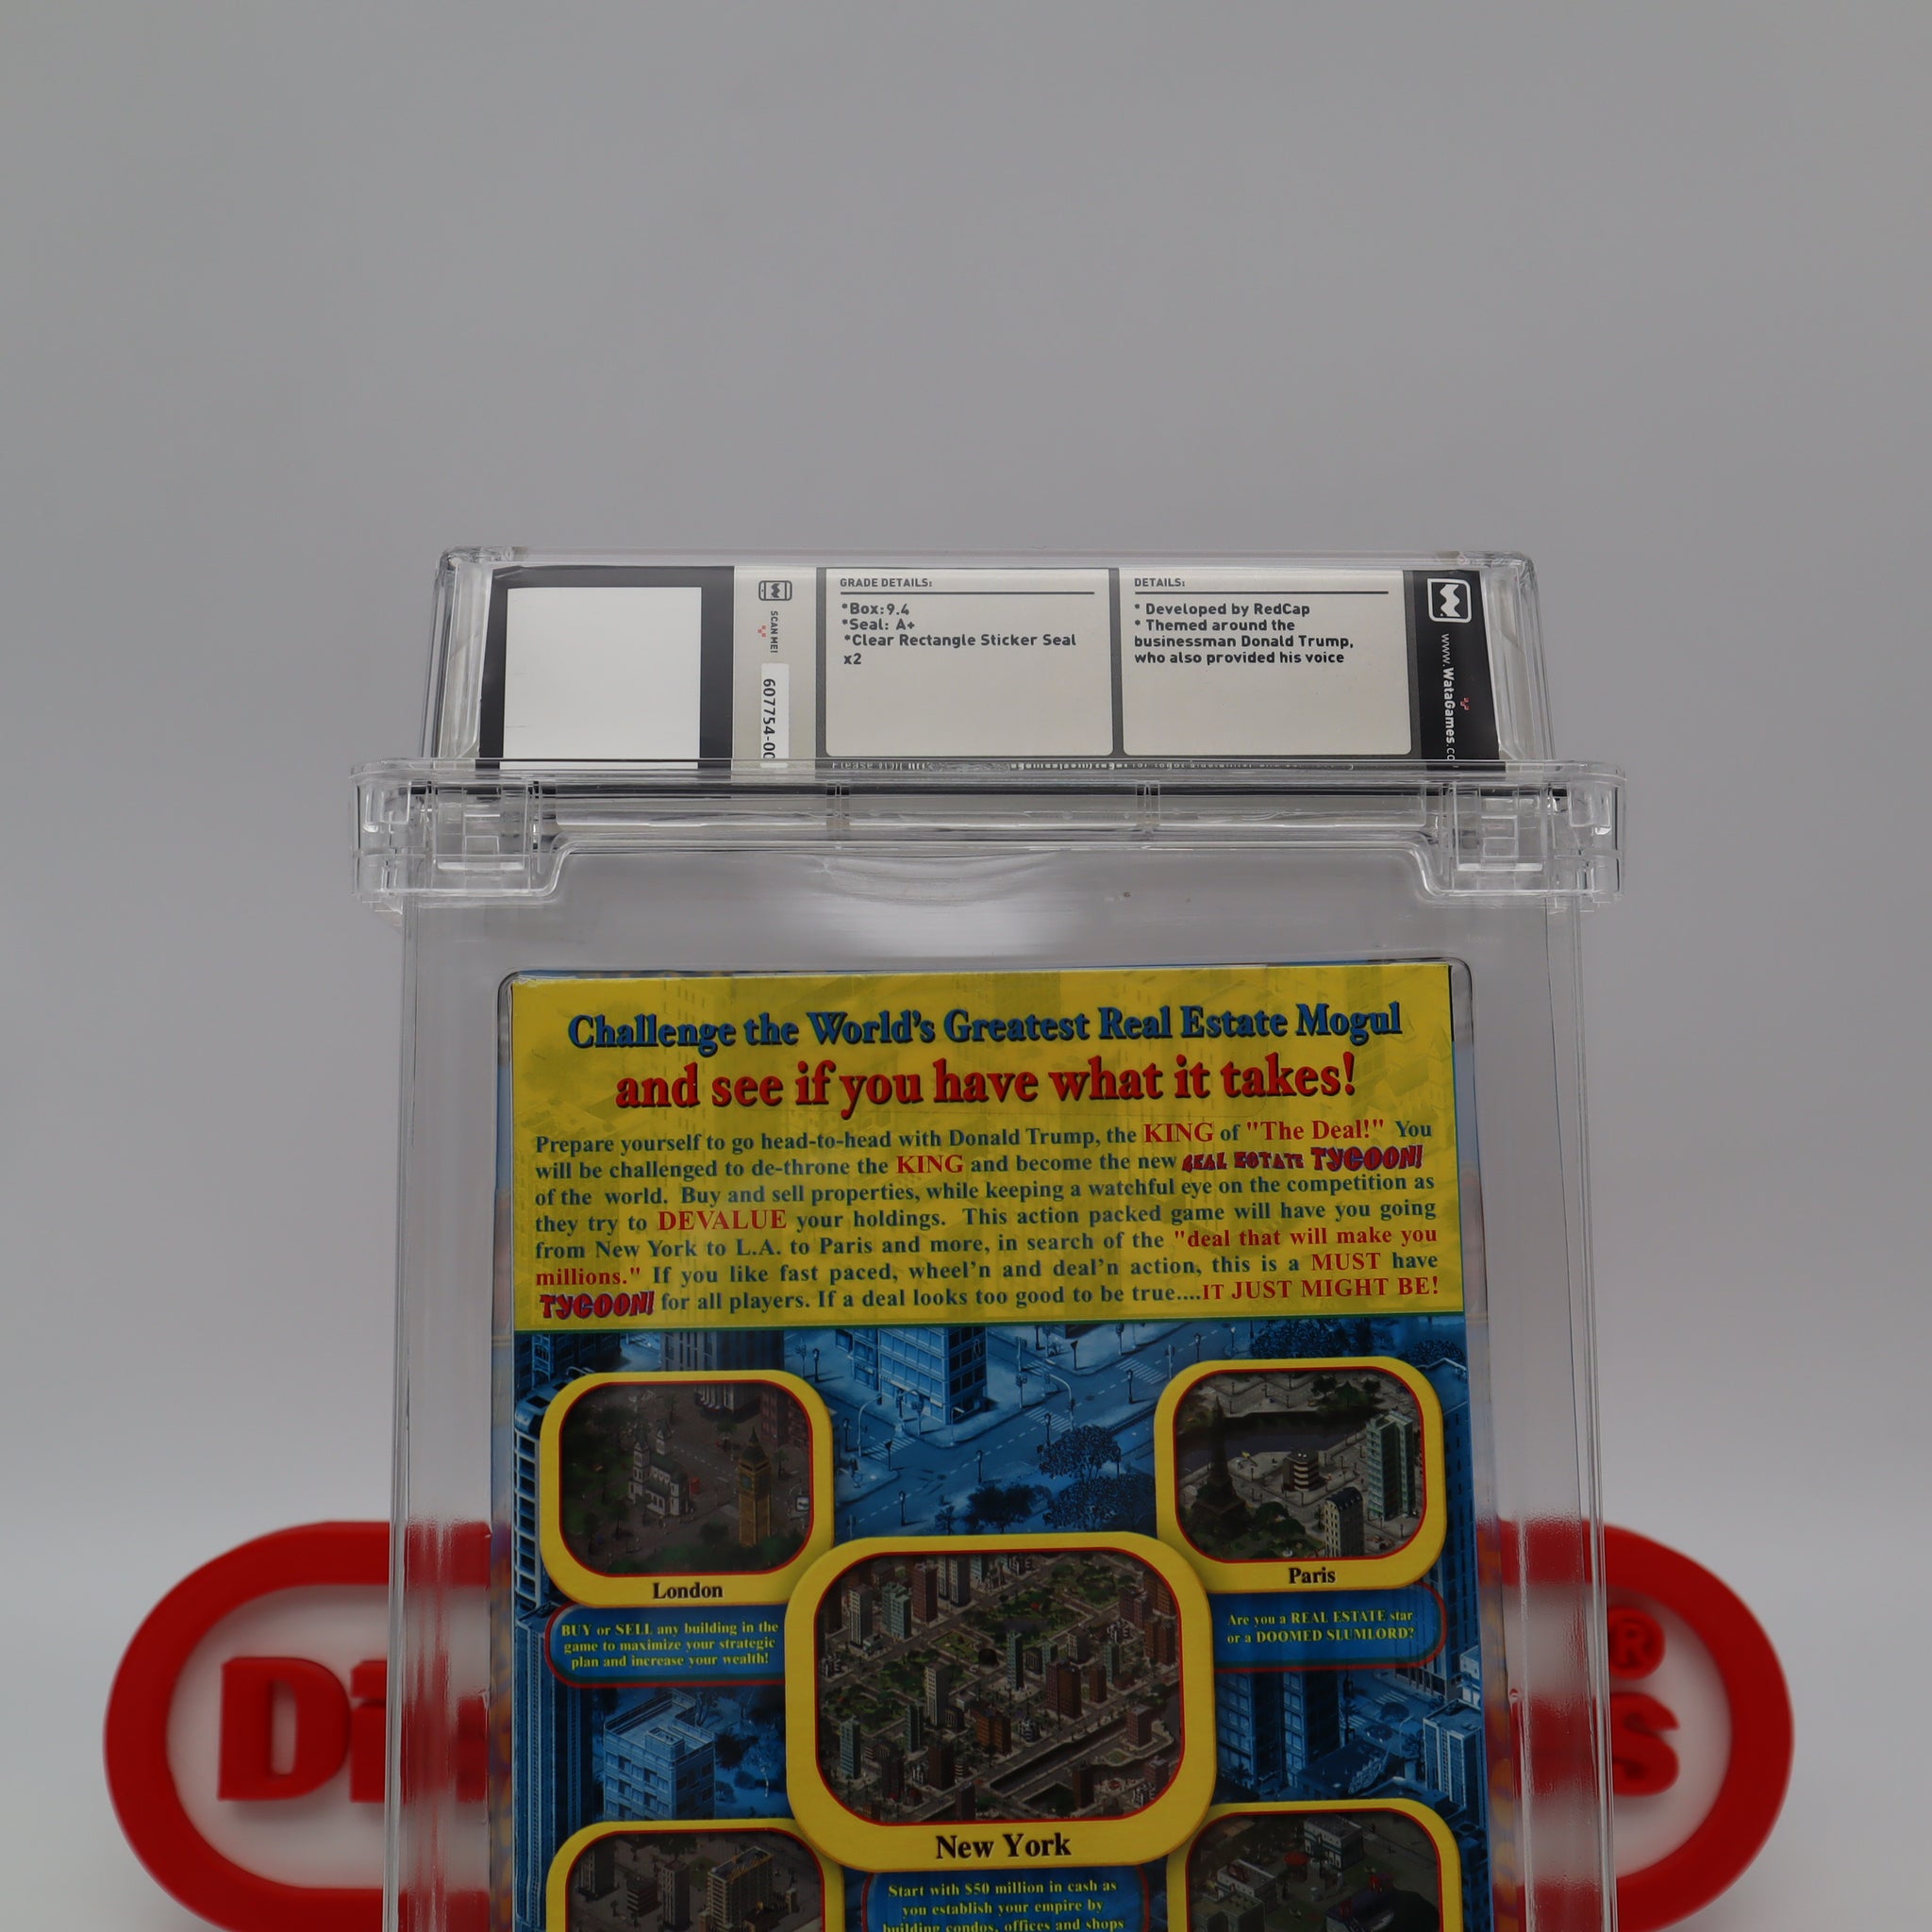 GRADE DETAILS:
*Box:9.4
*Seal: A+
*Clear Rectangle Sticker Seal
x2
DETAILS:
* Developed by RedCap
* Themed around the
businessman Donald Trump,
who also provided his voice
SCAN ME!
607754-00
www.WataGames.co
Challenge the World's Greatest Real Estate Mogul
and see if you have what it takes!
Prepare yourself to go head-to-head with Donald Trump, the KING of "The Deal!" You
will be challenged to de-throne the KING and become the new REAL ESTATE TYCOON!
of the world. Buy and sell properties, while keeping a watchful eye on the competition as
they try to DEVALUE your holdings. This action packed game will have you going
from New York to L.A. to Paris and more, in search of the "deal that will make you
millions." If you like fast paced, wheel'n and deal'n action, this is a MUST have
TYCOON! for all players. If a deal looks too good to be true....IT JUST MIGHT BE!
London
BUY or SELL any building in the
game to maximize your strategic
plan and increase your wealth!
Paris
Are you a REAL ESTATE star
or a DOOMED SLUMLORD?
New York
Start with $50 million in cash as
you establish your empire by
building condos, offices and shops
Di
S
®